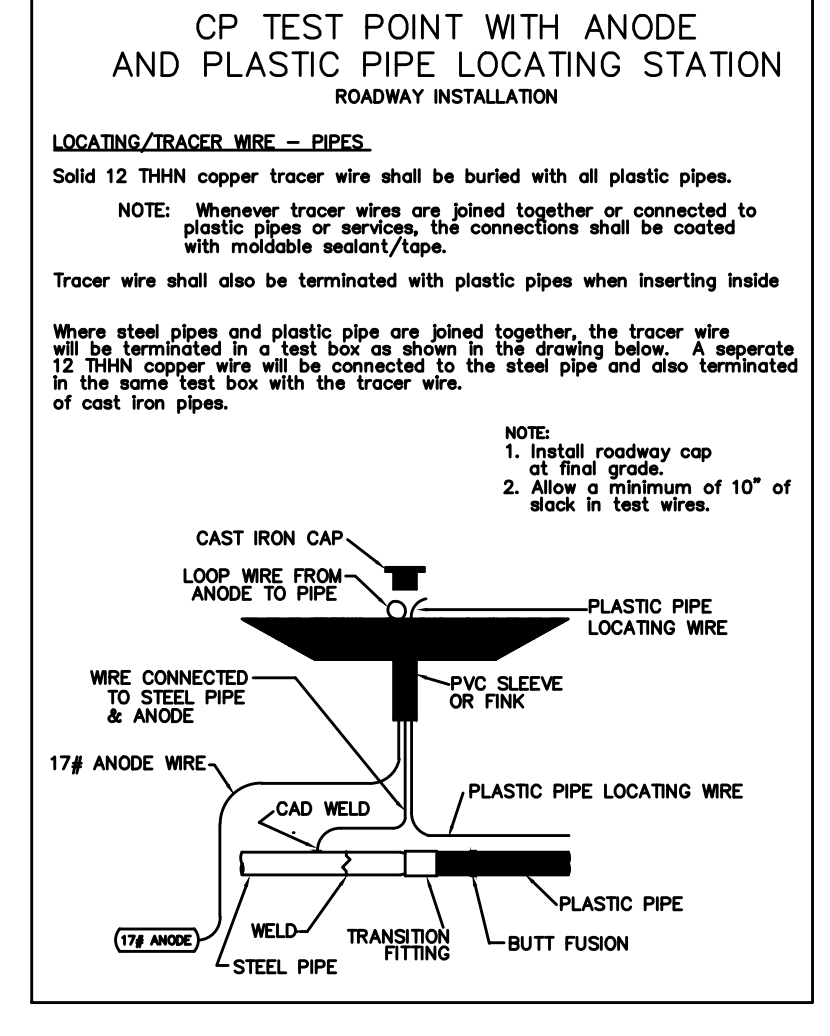 CP TEST POINT WITH ANODE
AND PLASTIC PIPE LOCATING STATION
ROADWAY INSTALLATION
LOCATING/TRACER WIRE – PIPES
Solid 12 THHN copper tracer wire shall be buried with all plastic pipes.
NOTE: Whenever tracer wires are joined together or connected to
plastic pipes or services, the connections shall be coated
with moldable sealant/tape.
Tracer wire shall also be terminated with plastic pipes when inserting inside
Where steel pipes and plastic pipe are joined together, the tracer wire
will be terminated in a test box as shown in the drawing below. A seperate
12 THHN copper wire will be connected to the steel pipe and also terminated
in the same test box with the tracer wire.
of cast iron pipes.
NOTE:
1. Install roadway cap
at final grade.
2. Allow a minimum of 10" of
slack in test wires.
CAST IRON CAP
LOOP WIRE FROM
ANODE TO PIPE
PLASTIC PIPE
LOCATING WIRE
WIRE CONNECTED
TO STEEL PIPE
& ANODE
PVC SLEEVE
OR FINK
17# ANODE WIRE
PLASTIC PIPE LOCATING WIRE
CAD WELD
PLASTIC PIPE
WELD
TRANSITION
FITTING
BUTT FUSION
17# ANODE
STEEL PIPE